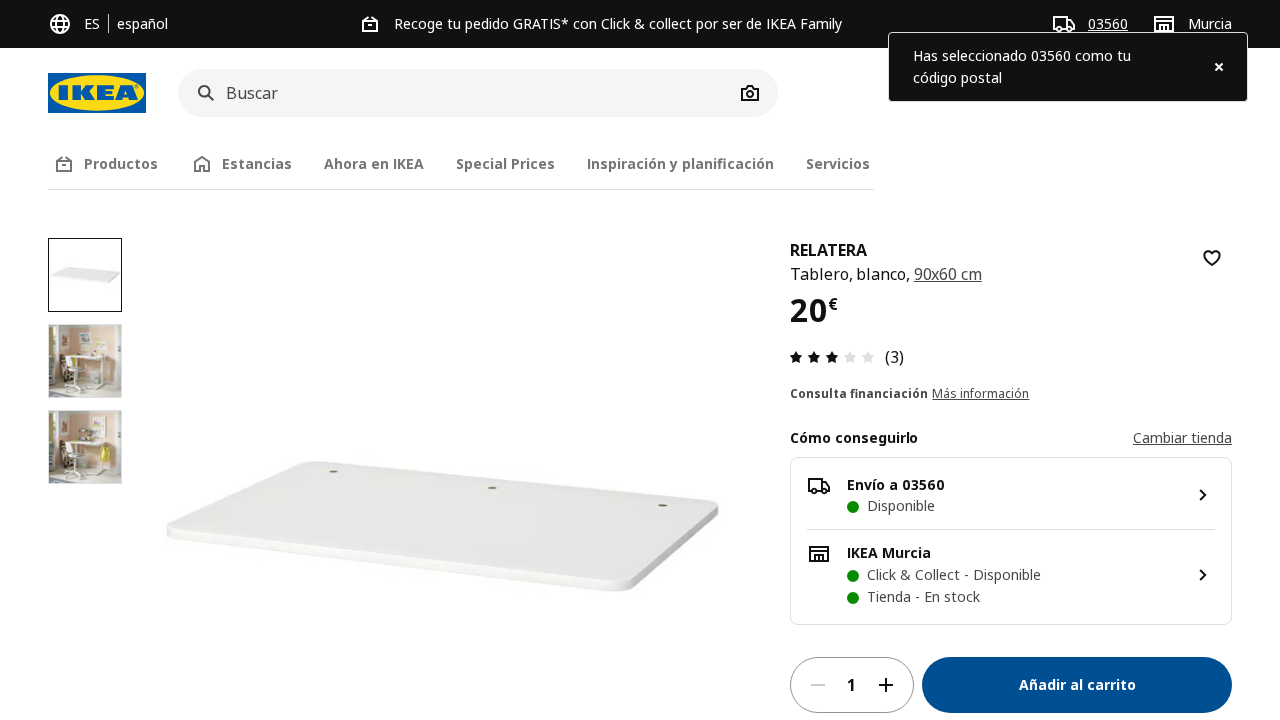 ES español
Recoge tu pedido GRATIS* con Click & collect por ser de IKEA Family
03560 Murcia
Has seleccionado 03560 como tu
código postal
IKEA
Buscar
Productos Estancias Ahora en IKEA Special Prices Inspiración y planificación Servicios
RELATERA
Tablero, blanco, 90x60 cm
20€
(3)
Consulta financiación Más información
Cómo conseguirlo Cambiar tienda
Envío a 03560
Disponible
IKEA Murcia
Click & Collect - Disponible
Tienda - En stock
1 Añadir al carrito